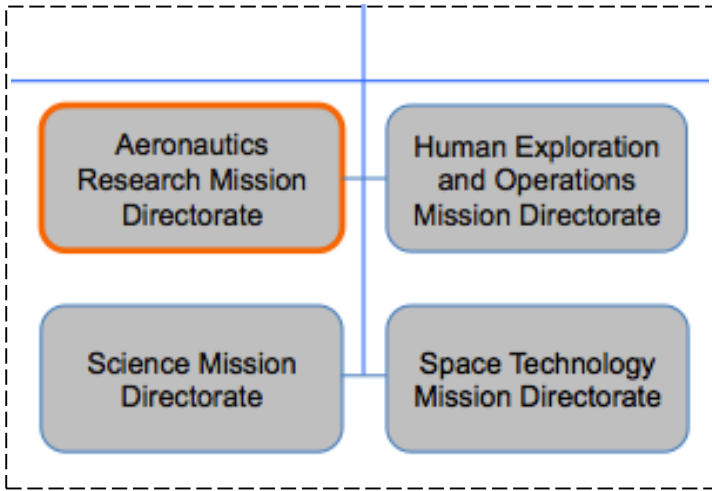 Aeronautics
Research Mission
Directorate
Human Exploration
and Operations
Mission Directorate
Science Mission
Directorate
Space Technology
Mission Directorate